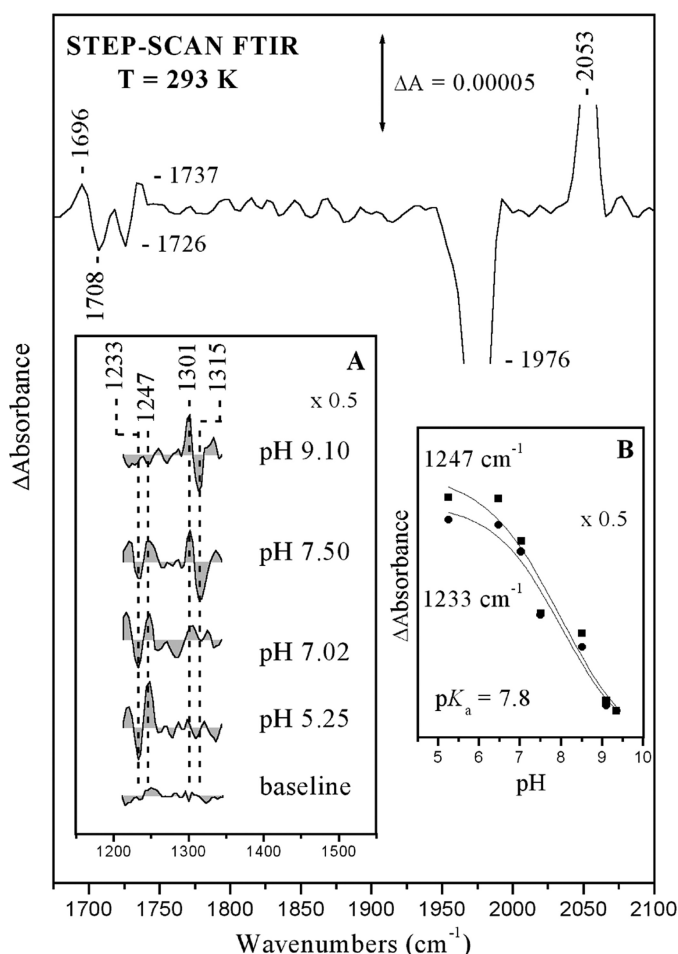 STEP-SCAN FTIR
T = 293 K
ΔA = 0.00005
2053
1696
- 1737
- 1726
1708
- 1976
ΔAbsorbance
A
1233
1247
1301
1315
x 0.5
pH 9.10
pH 7.50
pH 7.02
pH 5.25
baseline
1200 1300 1400 1500
B
1247 cm-1
x 0.5
1233 cm-1
pKa = 7.8
ΔAbsorbance
5 6 7 8 9 10
pH
1700 1750 1800 1850 1900 1950 2000 2050 2100
Wavenumbers (cm-1)